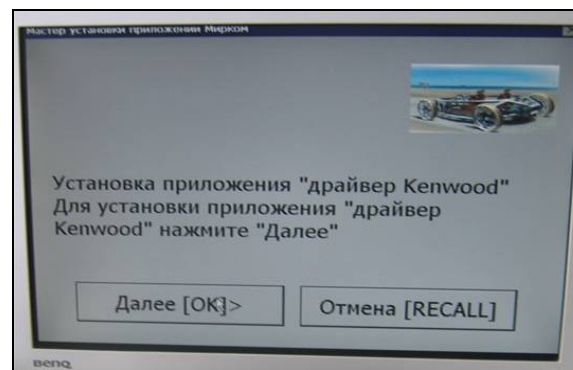 Мастер установки приложении Мирком
Установка приложения "драйвер Kenwood"
Для установки приложения "драйвер
Kenwood" нажмите "Далее"
Далее [OK]>
Отмена [RECALL]
BenQ